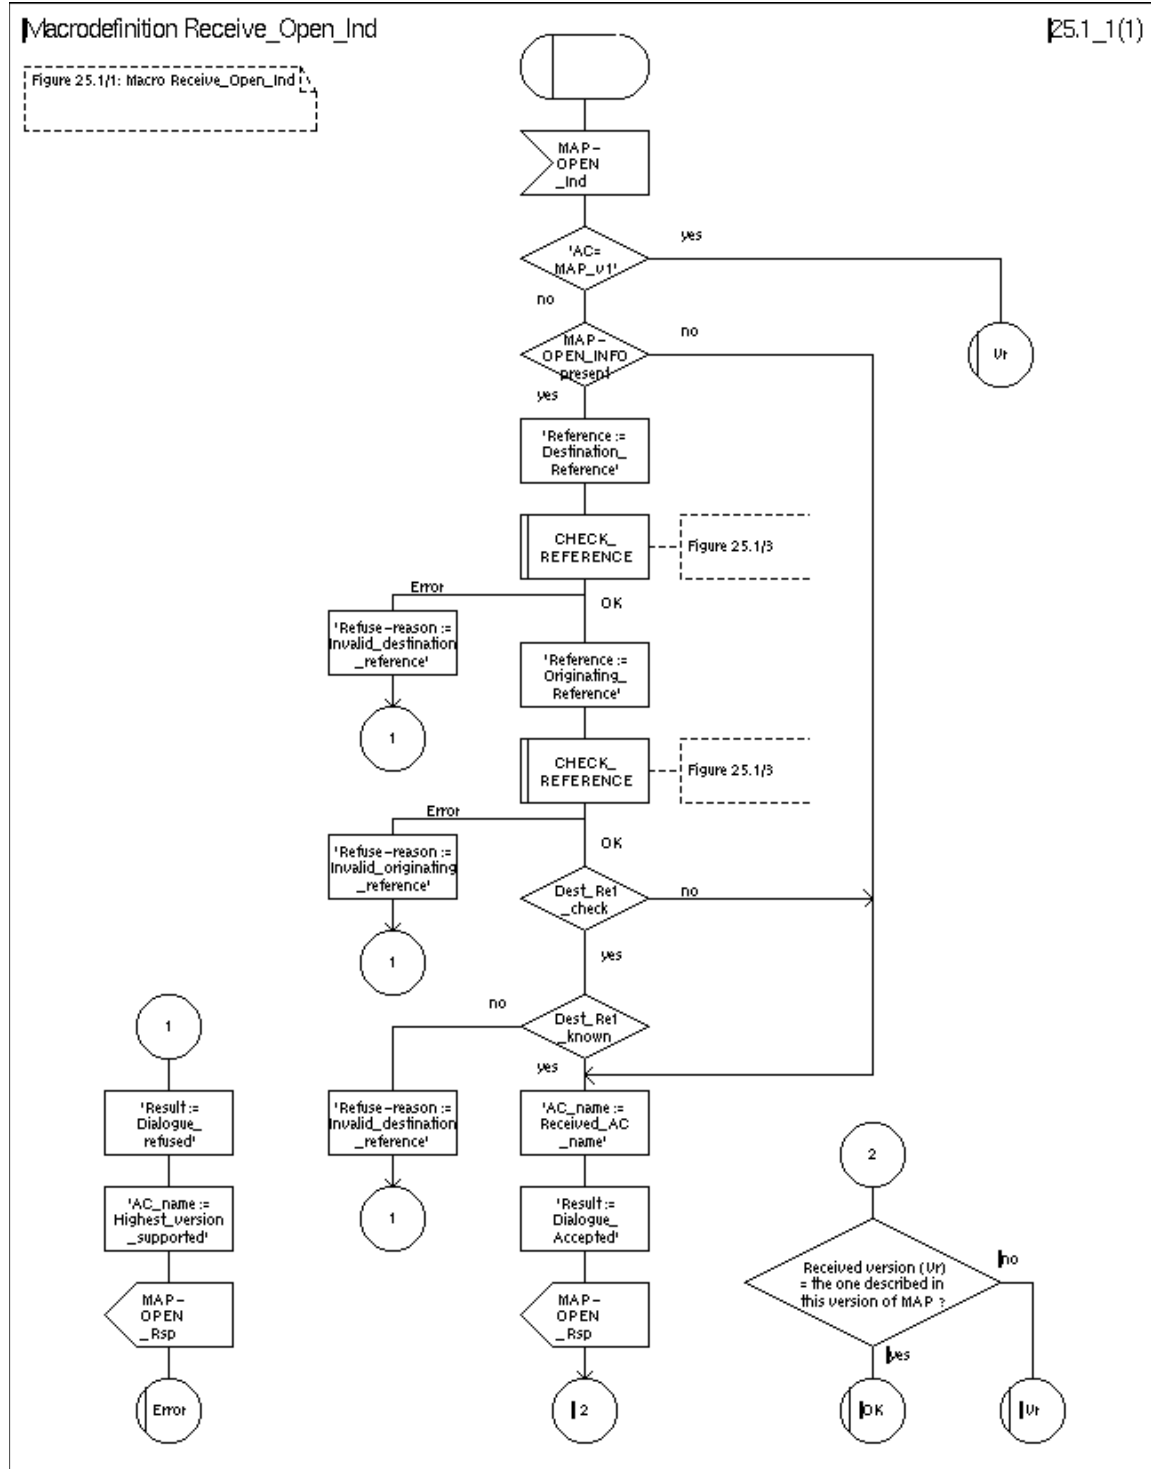 Macrodefinition Receive_Open_Ind
25.1_1(1)
Figure 25.1/1: Macro Receive_Open_Ind
MAP-
OPEN
_Ind
'AC=
MAP_v1'
yes
no
Vr
MAP-
OPEN_INFO
present
no
yes
'Reference :=
Destination_
Reference'
CHECK_
REFERENCE
Figure 25.1/3
Error
OK
'Refuse-reason :=
Invalid_destination
_reference'
1
'Reference :=
Originating_
Reference'
CHECK_
REFERENCE
Figure 25.1/3
Error
OK
'Refuse-reason :=
Invalid_originating
_reference'
1
Dest_Ref
_check
no
yes
Dest_Ref
_known
no
yes
1
'Result :=
Dialogue_
refused'
'AC_name :=
Highest_version
_supported'
MAP-
OPEN
_Rsp
Error
'Refuse-reason :=
Invalid_destination
_reference'
1
'AC_name :=
Received_AC
_name'
'Result :=
Dialogue_
Accepted'
MAP-
OPEN
_Rsp
2
2
Received version (Vr)
= the one described in
this version of MAP ?
no
yes
OK
Vr